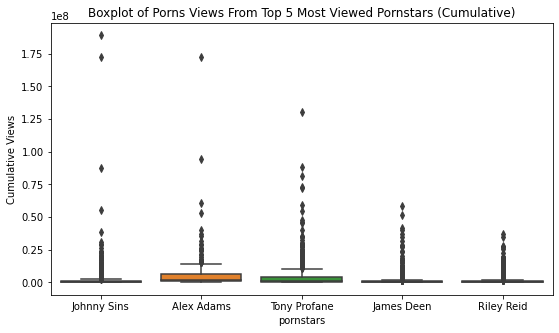 Boxplot of Porns Views From Top 5 Most Viewed Pornstars (Cumulative)
1e8
1.75
1.50
1.25
1.00
0.75
0.50
0.25
0.00
Cumulative Views
Johnny Sins Alex Adams Tony Profane James Deen Riley Reid
pornstars